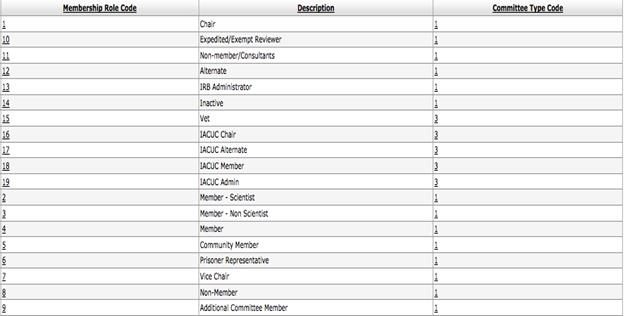 Membership Role Code Description Committee Type Code
1 Chair 1
10 Expedited/Exempt Reviewer 1
11 Non-member/Consultants 1
12 Alternate 1
13 IRB Administrator 1
14 Inactive 1
15 Vet 3
16 IACUC Chair 3
17 IACUC Alternate 3
18 IACUC Member 3
19 IACUC Admin 3
2 Member - Scientist 1
3 Member - Non Scientist 1
4 Member 1
5 Community Member 1
6 Prisoner Representative 1
7 Vice Chair 1
8 Non-Member 1
9 Additional Committee Member 1